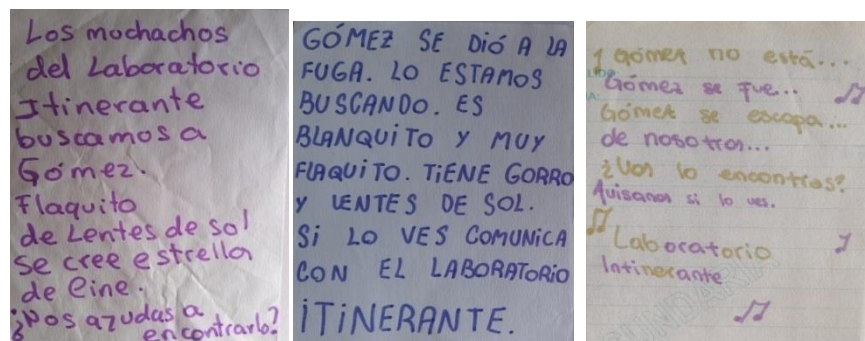 Los muchachos
del Laboratorio
Itinerante
buscamos a
Gómez.
Flaquito
de Lentes de sol
se cree estrella
de Cine.
¿Nos ayudas a
encontrarlo?
GÓMEZ SE DIÓ A LA
FUGA. LO ESTAMOS
BUSCANDO. ES
BLANQUITO Y MUY
FLAQUITO. TIENE GORRO
Y LENTES DE SOL.
SI LO VES COMUNICA
CON EL LABORATORIO
ITINERANTE.
Gómez no está...
Gómez se fue...
Gómez se escapa...
de nosotros...
¿Vos lo encontras?
Avisanos si lo ves.
Laboratorio
Intinerante